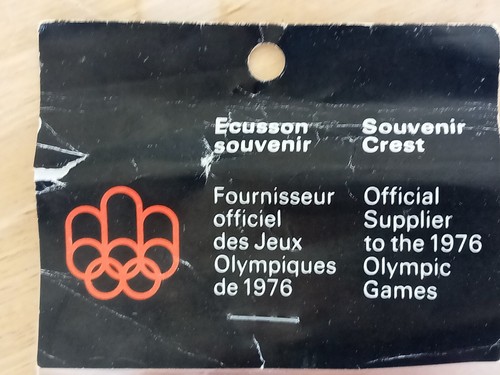 Ecusson
souvenir
Fournisseur
officiel
des Jeux
Olympiques
de 1976
Souvenir
Crest
Official
Supplier
to the 1976
Olympic
Games